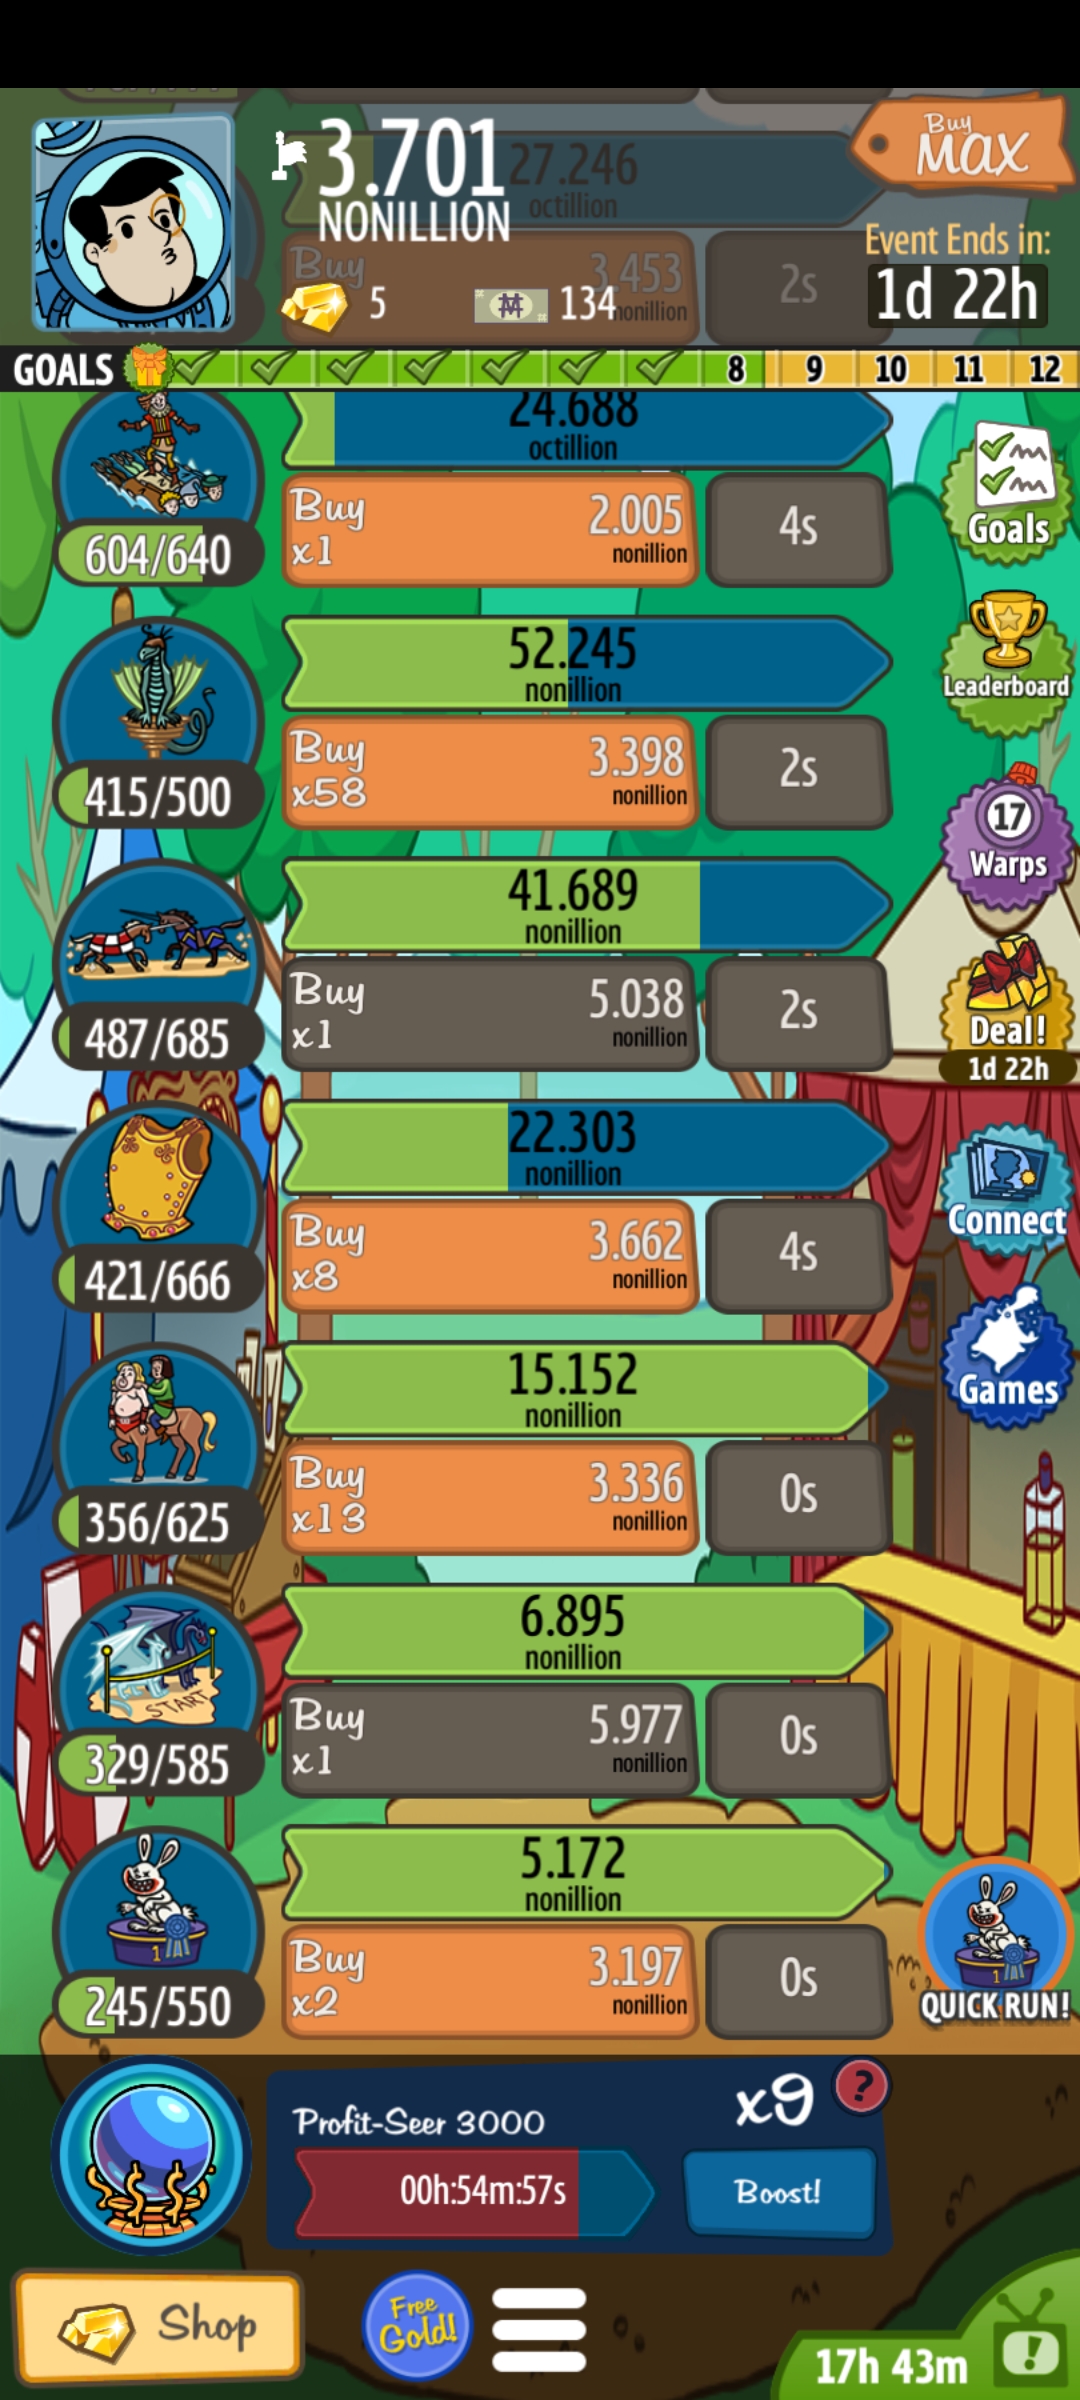 3.701
NONILLION
27.246
octillion
Buy
MAX
Event Ends in:
1d 22h
Buy
3.453
nonillion
2s
5
134
GOALS
8
9
10
11
12
24.688
octillion
Buy
x1
2.005
nonillion
4s
604/640
Goals
52.245
nonillion
Buy
x58
3.398
nonillion
2s
415/500
Leaderboard
17
Warps
41.689
nonillion
Buy
x1
5.038
nonillion
2s
487/685
Deal!
1d 22h
22.303
nonillion
Buy
x8
3.662
nonillion
4s
421/666
Connect
15.152
nonillion
Buy
x13
3.336
nonillion
0s
356/625
Games
START
6.895
nonillion
Buy
x1
5.977
nonillion
0s
329/585
1
5.172
nonillion
Buy
x2
3.197
nonillion
0s
245/550
1
QUICK RUN!
Profit-Seer 3000
x9
?
00h:54m:57s
Boost!
Shop
Free
Gold!
17h 43m
!